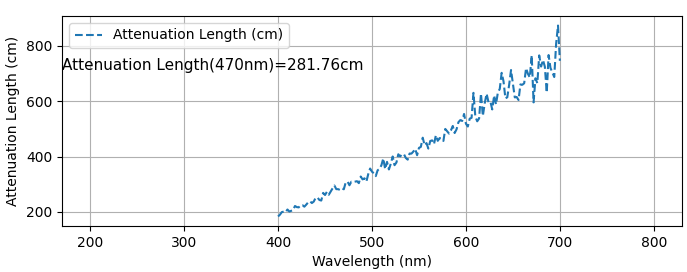 Attenuation Length (cm)
Attenuation Length(470nm)=281.76cm
Attenuation Length (cm)
800
600
400
200
200 300 400 500 600 700 800
Wavelength (nm)